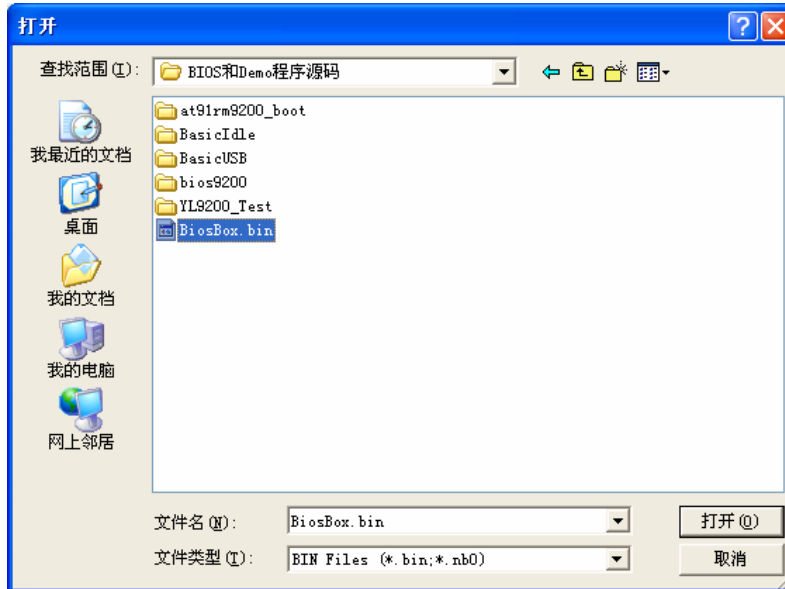 打开
查找范围(I):
BIOS和Demo程序源码
我最近的文档
桌面
我的文档
我的电脑
网上邻居
at91rm9200_boot
BasicIdle
BasicUSB
bios9200
YL9200_Test
BiosBox.bin
文件名(N):
BiosBox.bin
打开(O)
文件类型(T):
BIN Files (*.bin;*.nb0)
取消